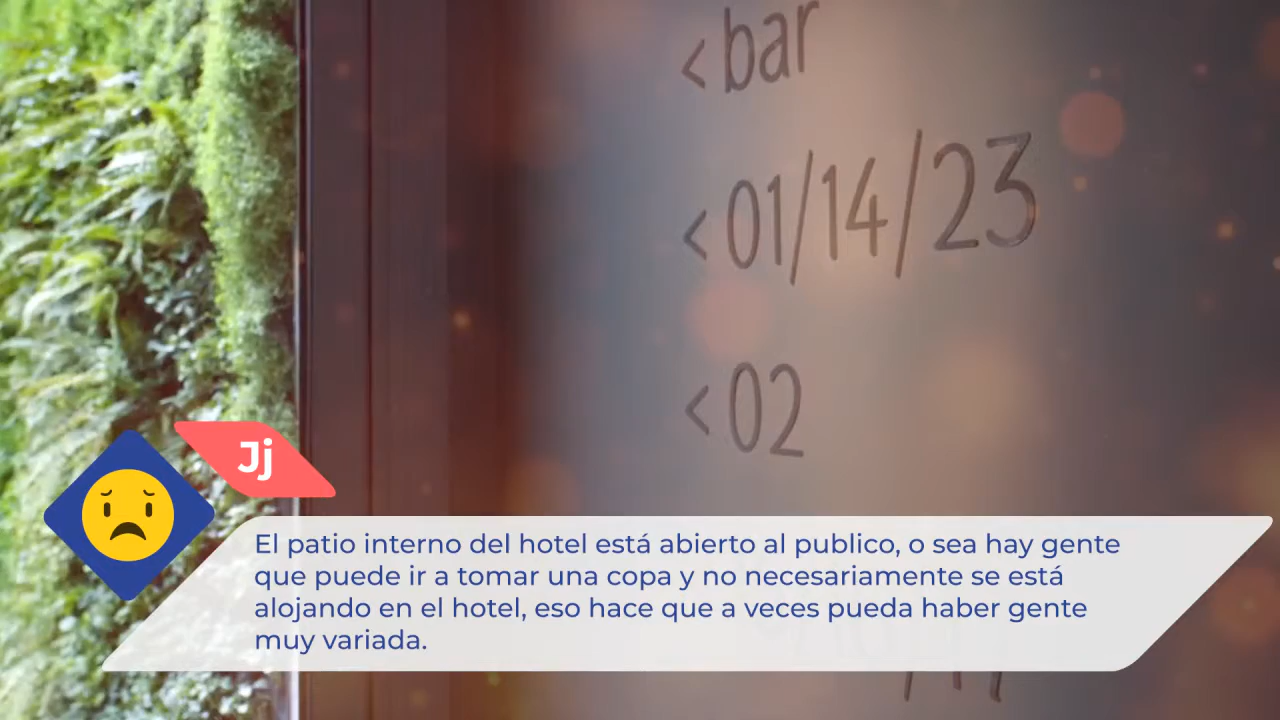 < bar
< 01/14/23
< 02
Jj
El patio interno del hotel está abierto al publico, o sea hay gente
que puede ir a tomar una copa y no necesariamente se está
alojando en el hotel, eso hace que a veces pueda haber gente
muy variada.